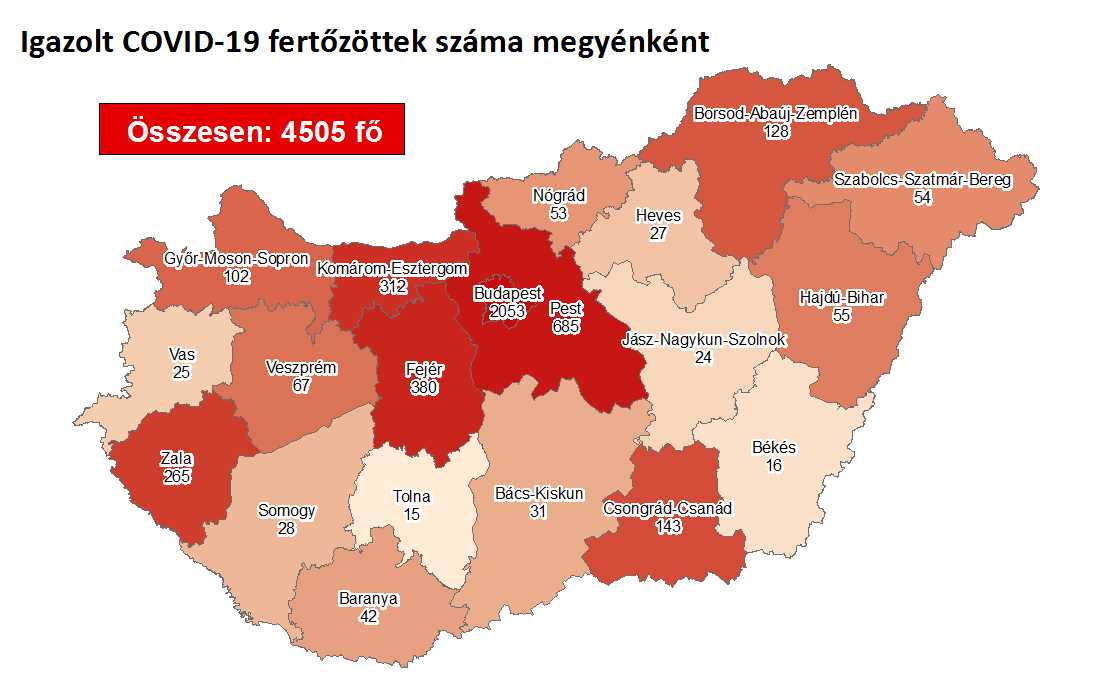 Igazolt COVID-19 fertőzöttek száma megyénként
Összesen: 4505 fő
Borsod-Abaúj-Zemplén
128
Szabolcs-Szatmár-Bereg
54
Nógrád
53
Heves
27
Győr-Moson-Sopron
102
Komárom-Esztergom
312
Budapest
2053
Pest
685
Hajdú-Bihar
55
Jász-Nagykun-Szolnok
24
Vas
25
Veszprém
67
Fejér
380
Békés
16
Zala
265
Tolna
15
Bács-Kiskun
31
Somogy
28
Csongrád-Csanád
143
Baranya
42